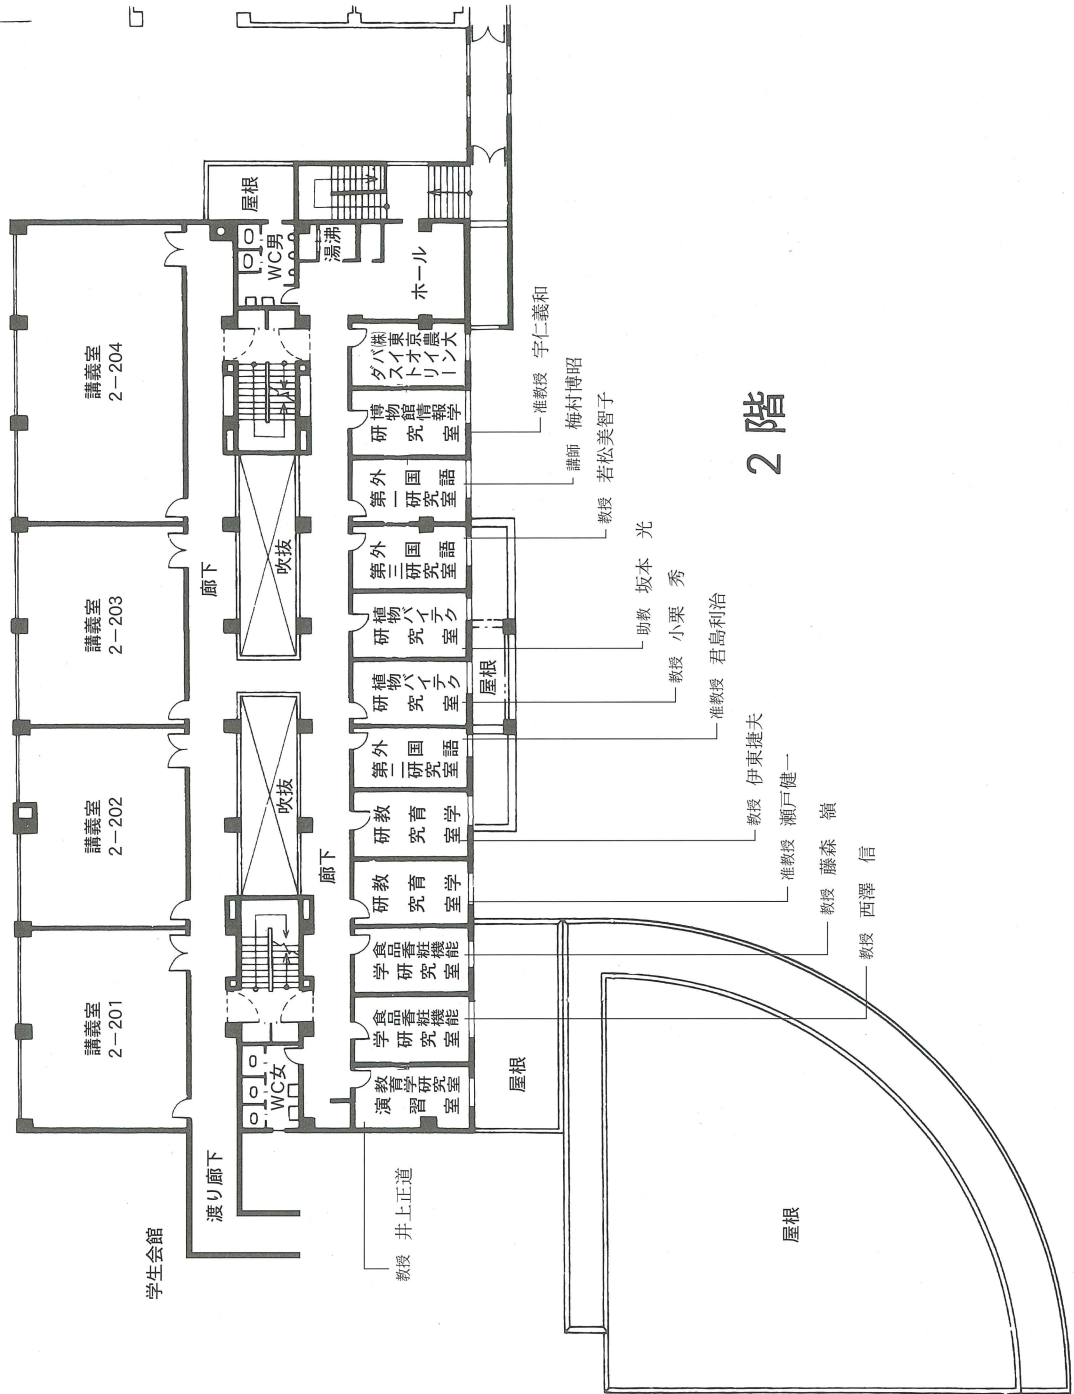 学生会館
渡り廊下
講義室
2-201
講義室
2-202
講義室
2-203
講義室
2-204
廊下
吹抜
吹抜
廊下
WC女
WC男
屋根
湯沸
ホール
教育学研究室
演習室
食品香粧機能
学研究室
食品香粧機能
学研究室
教育学
研究室
教育学
研究室
外国語
第二研究室
植物バイテク
研究室
植物バイテク
研究室
外国語
第三研究室
外国語
第一研究室
博物館情報学
研究室
㈱東京農大
バイオインダストリー
屋根
屋根
屋根
教授 井上正道
教授 西澤 信
教授 藤森 嶺
准教授 瀬戸健一
教授 伊東捷夫
准教授 君島利治
教授 小栗 秀
助教 坂本 光
教授 若松美智子
講師 梅村博昭
准教授 宇仁義和
2 階